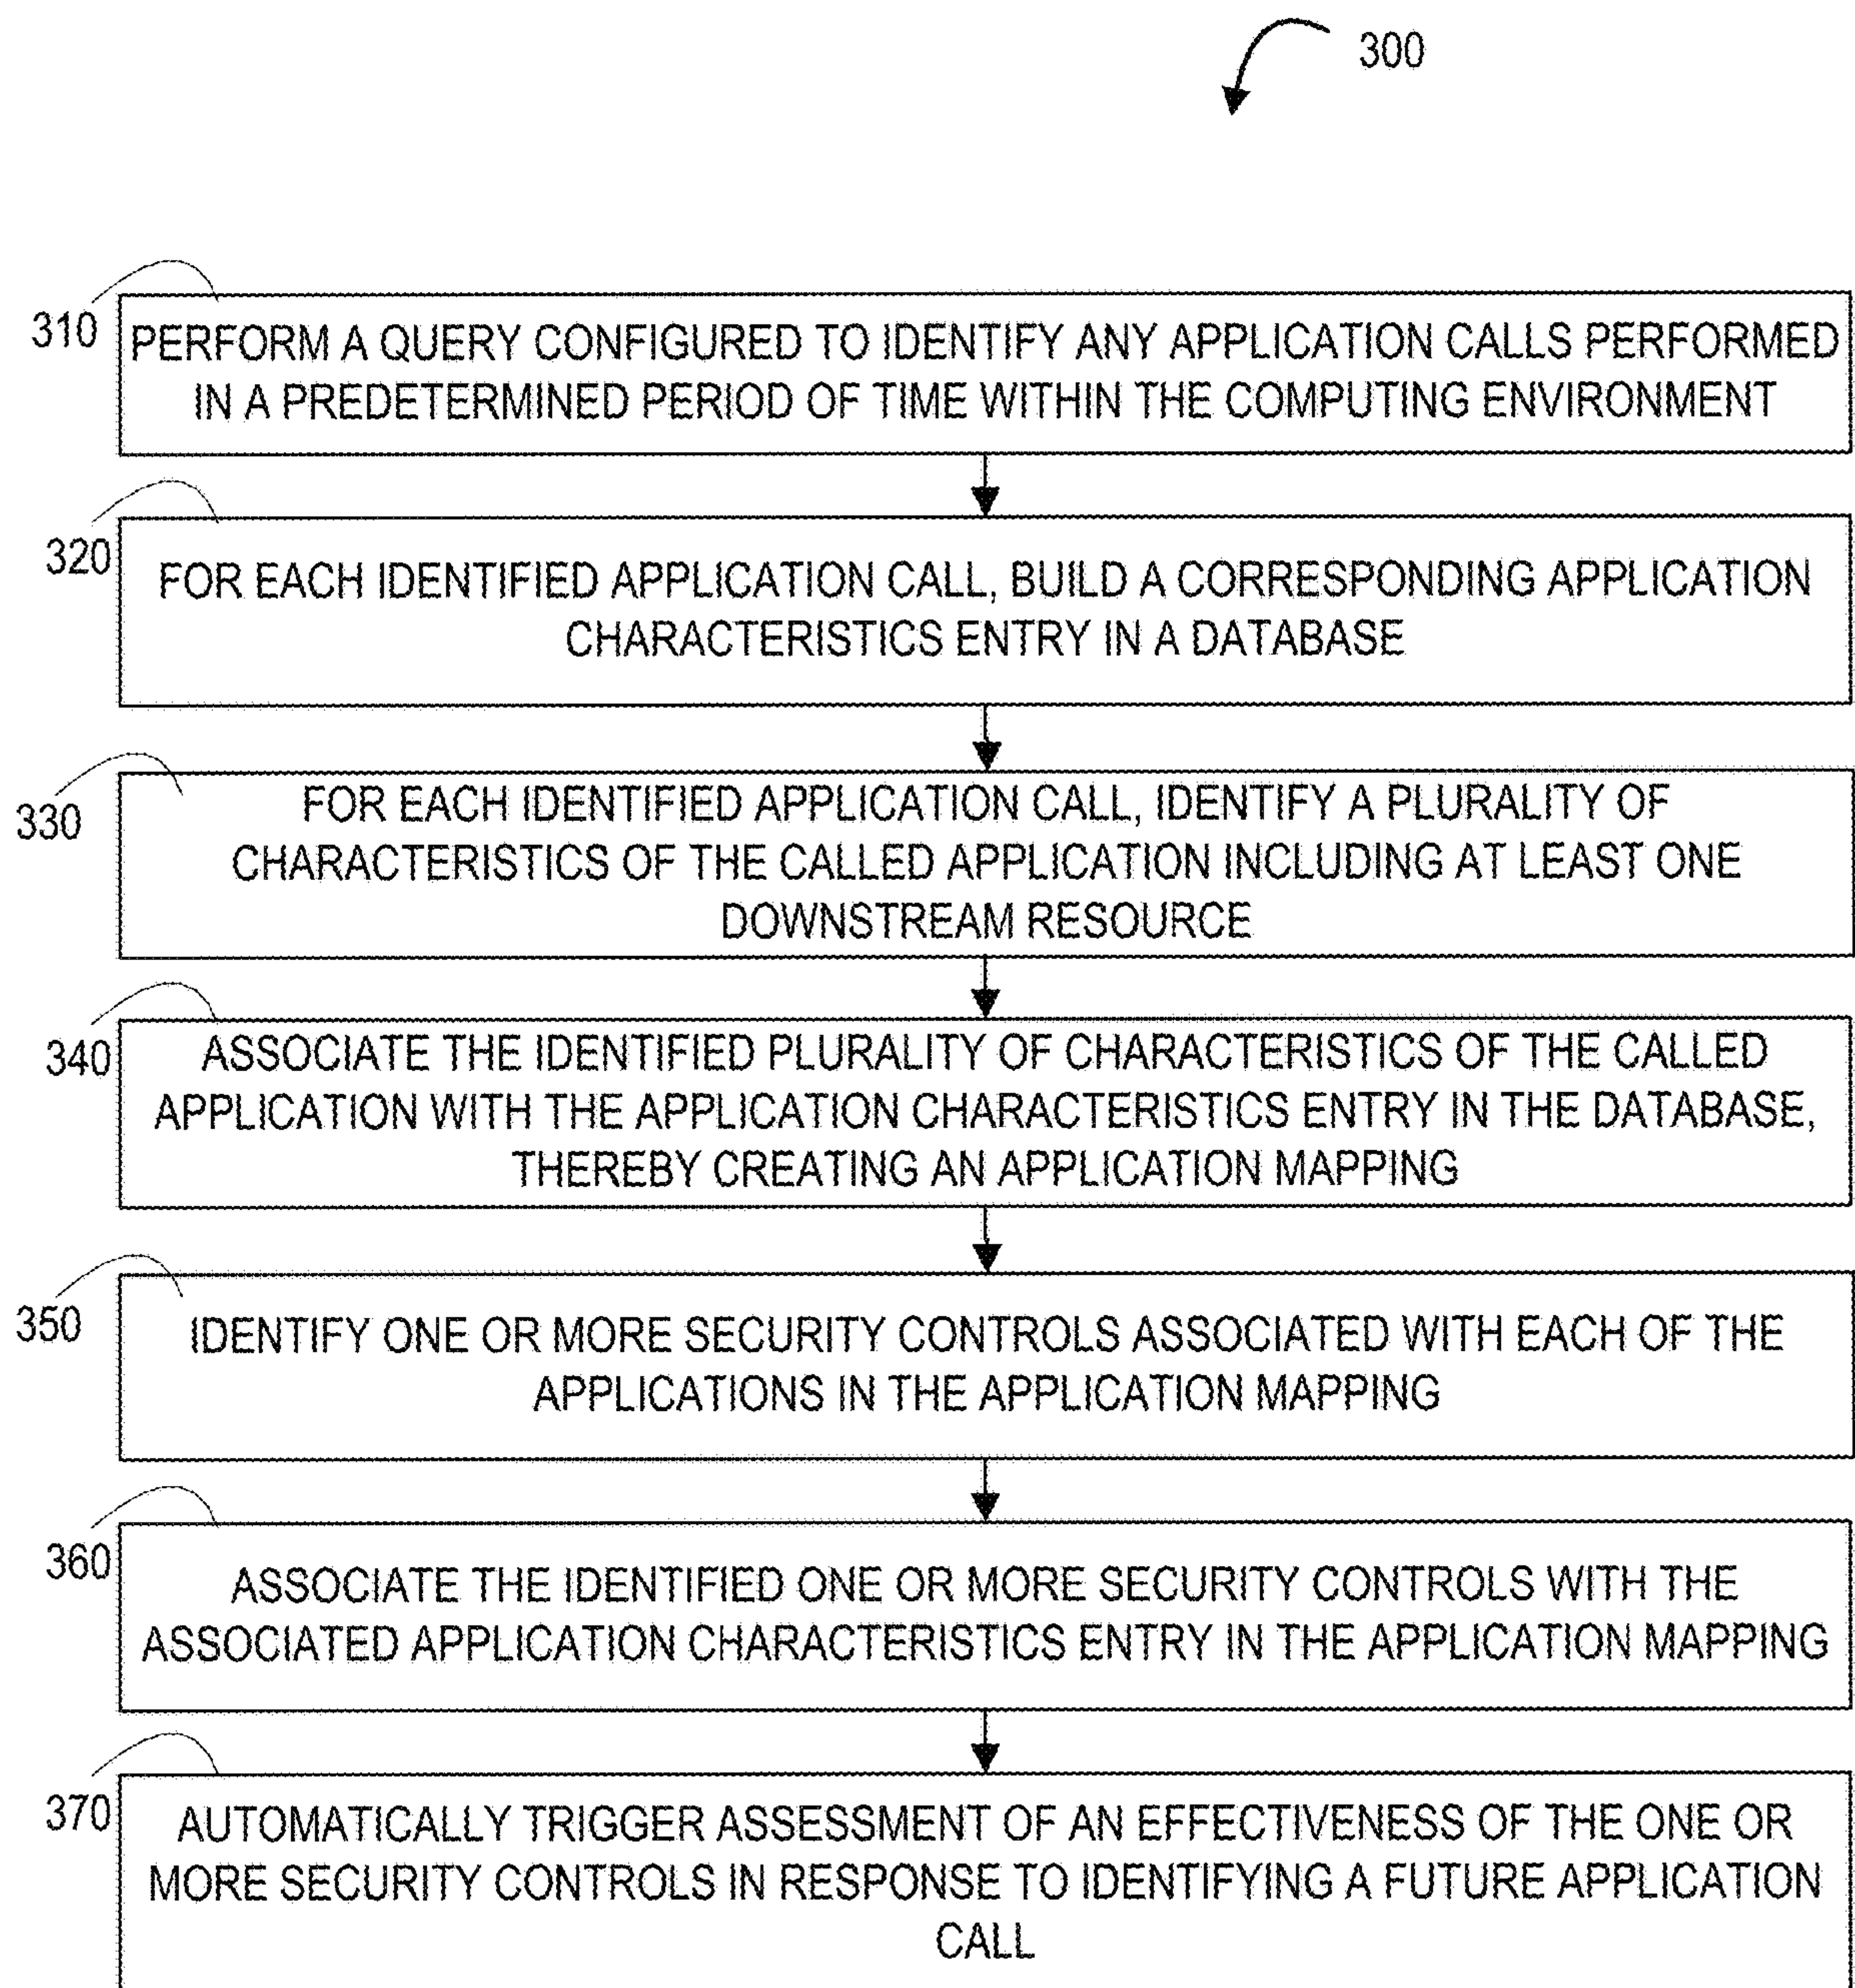 300
310
PERFORM A QUERY CONFIGURED TO IDENTIFY ANY APPLICATION CALLS PERFORMED
IN A PREDETERMINED PERIOD OF TIME WITHIN THE COMPUTING ENVIRONMENT
320
FOR EACH IDENTIFIED APPLICATION CALL, BUILD A CORRESPONDING APPLICATION
CHARACTERISTICS ENTRY IN A DATABASE
330
FOR EACH IDENTIFIED APPLICATION CALL, IDENTIFY A PLURALITY OF
CHARACTERISTICS OF THE CALLED APPLICATION INCLUDING AT LEAST ONE
DOWNSTREAM RESOURCE
340
ASSOCIATE THE IDENTIFIED PLURALITY OF CHARACTERISTICS OF THE CALLED
APPLICATION WITH THE APPLICATION CHARACTERISTICS ENTRY IN THE DATABASE,
THEREBY CREATING AN APPLICATION MAPPING
350
IDENTIFY ONE OR MORE SECURITY CONTROLS ASSOCIATED WITH EACH OF THE
APPLICATIONS IN THE APPLICATION MAPPING
360
ASSOCIATE THE IDENTIFIED ONE OR MORE SECURITY CONTROLS WITH THE
ASSOCIATED APPLICATION CHARACTERISTICS ENTRY IN THE APPLICATION MAPPING
370
AUTOMATICALLY TRIGGER ASSESSMENT OF AN EFFECTIVENESS OF THE ONE OR
MORE SECURITY CONTROLS IN RESPONSE TO IDENTIFYING A FUTURE APPLICATION
CALL